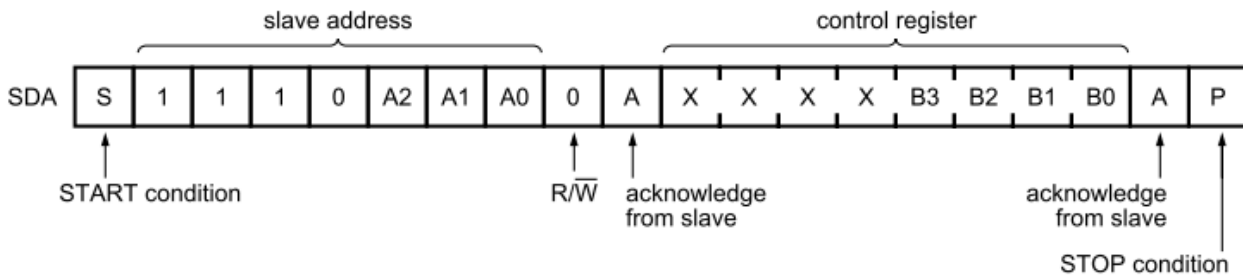 slave address control register
SDA S 1 1 1 0 A2 A1 A0 0 A X X X X B3 B2 B1 B0 A P
START condition R/W̅ acknowledge acknowledge
from slave from slave
STOP condition